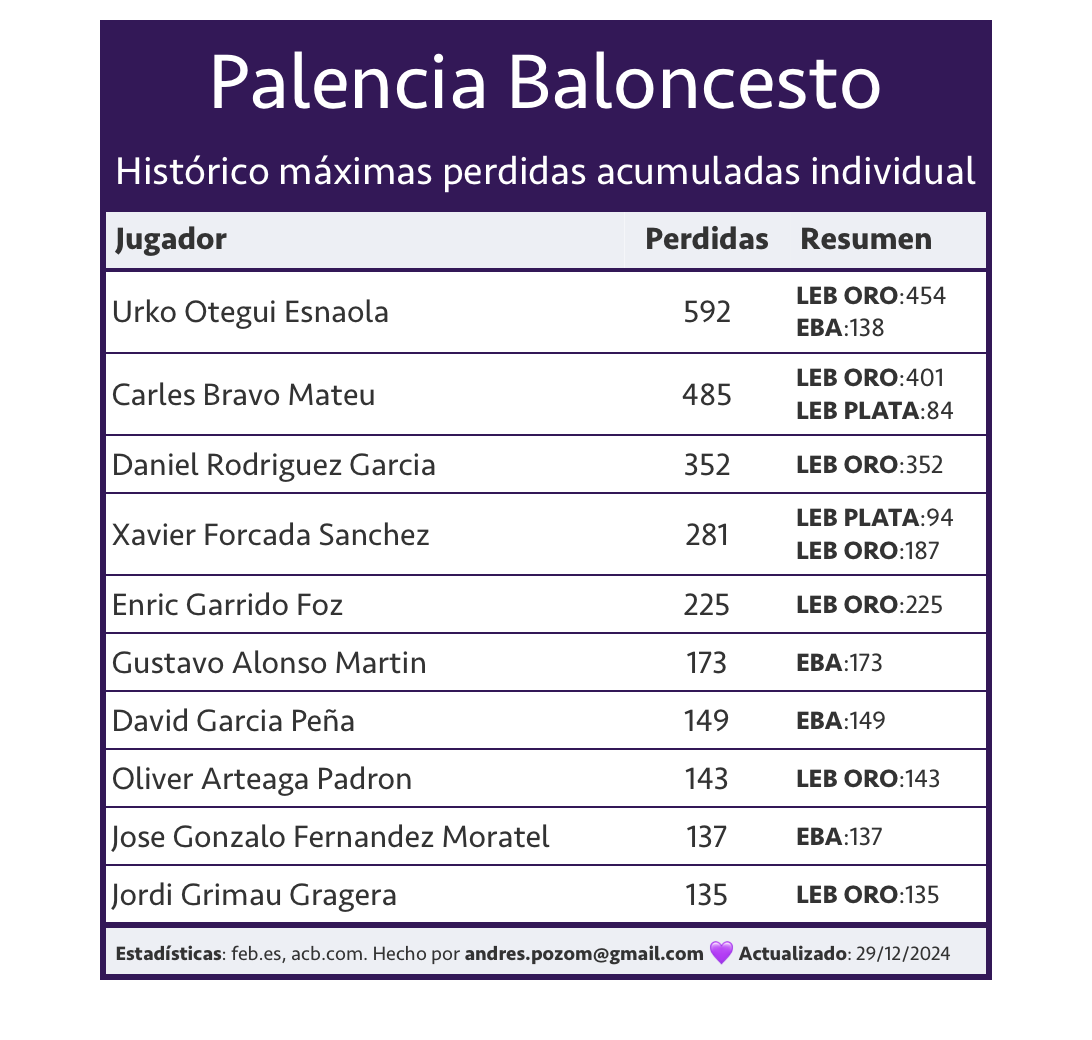 Palencia Baloncesto
Histórico máximas perdidas acumuladas individual
Jugador Perdidas Resumen
Urko Otegui Esnaola 592 LEB ORO:454
EBA:138
Carles Bravo Mateu 485 LEB ORO:401
LEB PLATA:84
Daniel Rodriguez Garcia 352 LEB ORO:352
Xavier Forcada Sanchez 281 LEB PLATA:94
LEB ORO:187
Enric Garrido Foz 225 LEB ORO:225
Gustavo Alonso Martin 173 EBA:173
David Garcia Peña 149 EBA:149
Oliver Arteaga Padron 143 LEB ORO:143
Jose Gonzalo Fernandez Moratel 137 EBA:137
Jordi Grimau Gragera 135 LEB ORO:135
Estadísticas: feb.es, acb.com. Hecho por andres.pozom@gmail.com 💜 Actualizado: 29/12/2024